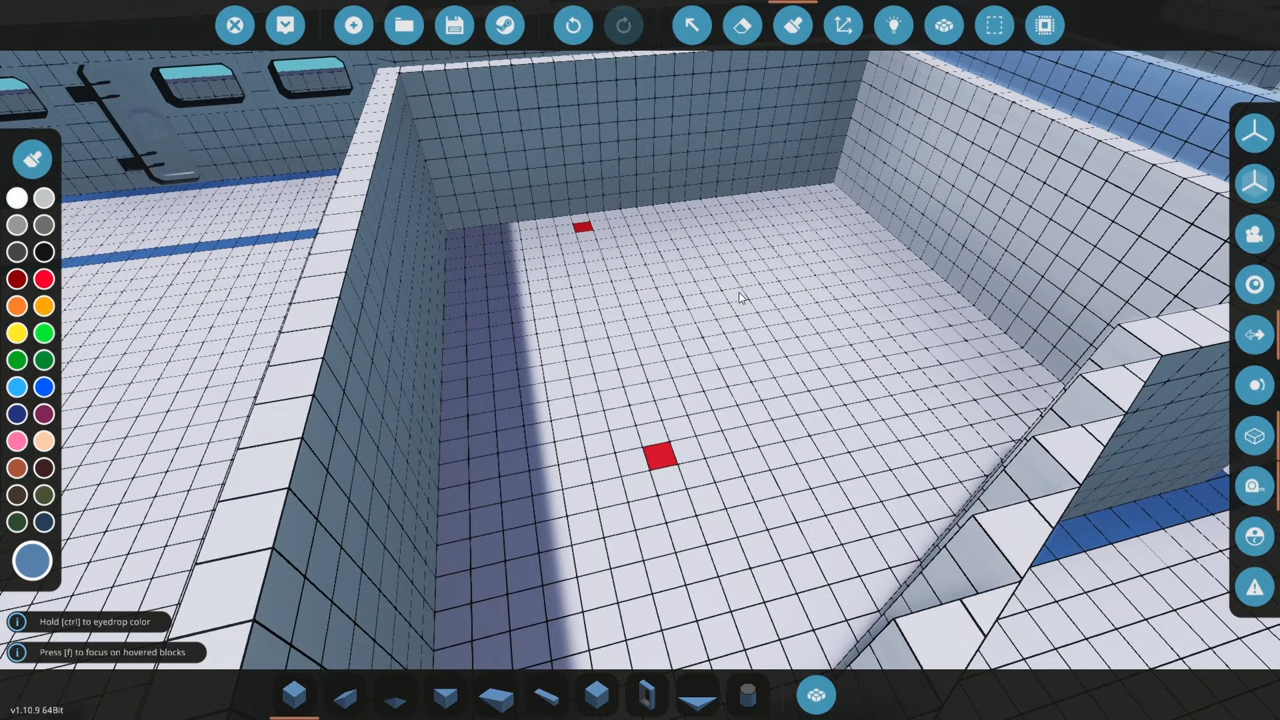 Hold [ctrl] to eyedrop color
Press [f] to focus on hovered blocks
v1.10.9 64Bit